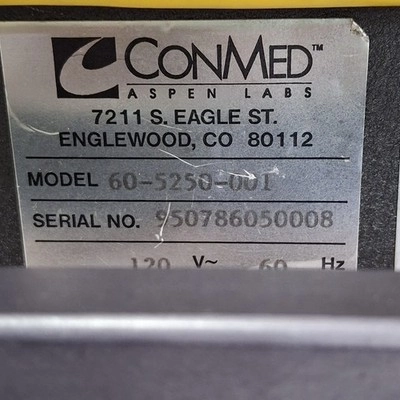 CONMED™
ASPEN LABS
7211 S. EAGLE ST.
ENGLEWOOD, CO 80112
MODEL 60-5250-001
SERIAL NO. 950786050008
120 V~ 60 Hz